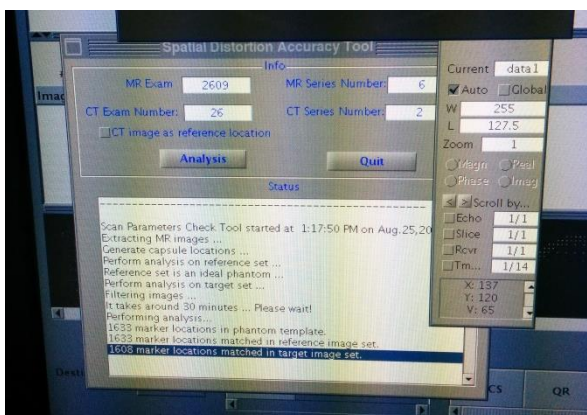 Spatial Distortion Accuracy Tool
Info
MR Exam 2609 MR Series Number: 6
CT Exam Number: 26 CT Series Number: 2
CT image as reference location
Analysis Quit
Status
Scan Parameters Check Tool started at 1:17:50 PM on Aug.25,20
Extracting MR images ...
Generate capsule locations ...
Perform analysis on reference set ...
Reference set is an ideal phantom ...
Perform analysis on target set ...
Filtering images ...
It takes around 30 minutes ... Please wait!
Performing analysis...
1633 marker locations in phantom template.
1633 marker locations matched in reference image set.
1608 marker locations matched in target image set.
Current data1
Auto Global
W 255
L 127.5
Zoom 1
Magn Real
Phase Imag
< > Scroll by...
Echo 1/1
Slice 1/1
Rcvr 1/1
Tm... 1/14
X: 137
Y: 120
V: 65
Imag
Desti
CS QR